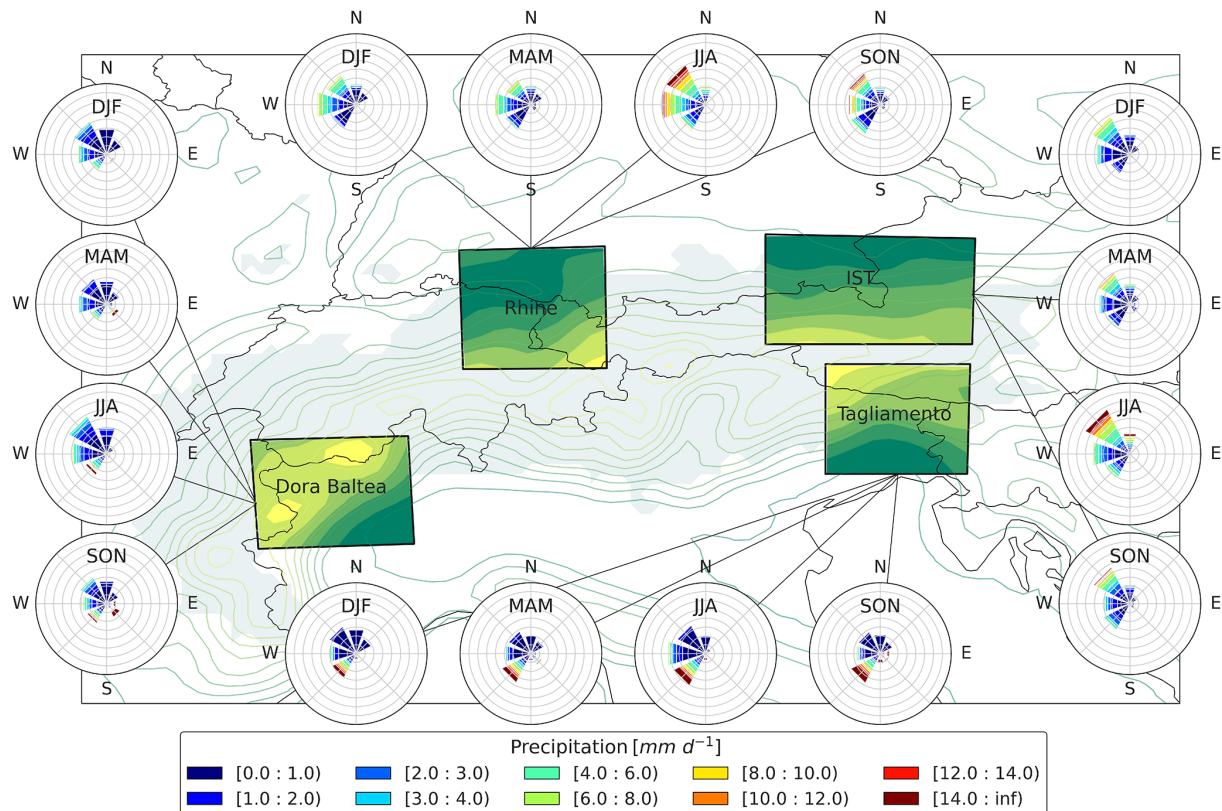 N
N
N
N
DJF
MAM
JJA
SON
N
N
DJF
W
E
DJF
W
E
W
E
S
S
S
S
MAM
MAM
IST
W
E
Rhine
W
E
JJA
JJA
Tagliamento
W
E
W
E
Dora Baltea
SON
SON
N
N
N
N
W
E
DJF
MAM
JJA
SON
W
E
W
E
S
S
Precipitation [mm d⁻¹]
[0.0 : 1.0) [2.0 : 3.0) [4.0 : 6.0) [8.0 : 10.0) [12.0 : 14.0)
[1.0 : 2.0) [3.0 : 4.0) [6.0 : 8.0) [10.0 : 12.0) [14.0 : inf)